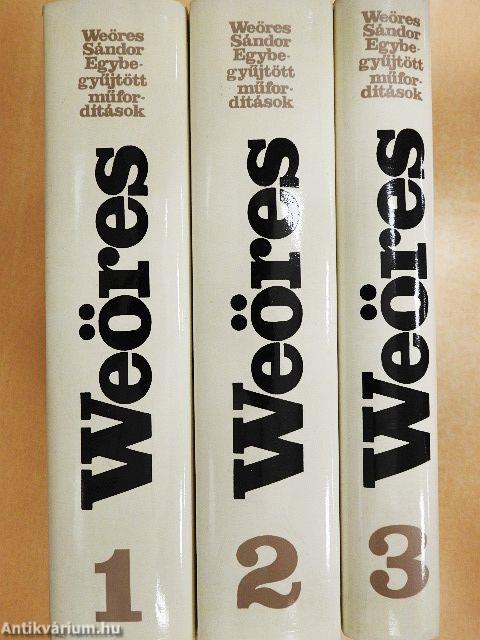 Weöres
Sándor
Egybe-
gyűjtött
műfor-
dítások
Weöres
1
Weöres
Sándor
Egybe-
gyűjtött
műfor-
dítások
Weöres
2
Weöres
Sándor
Egybe-
gyűjtött
műfor-
dítások
Weöres
3
Antikvárium.hu